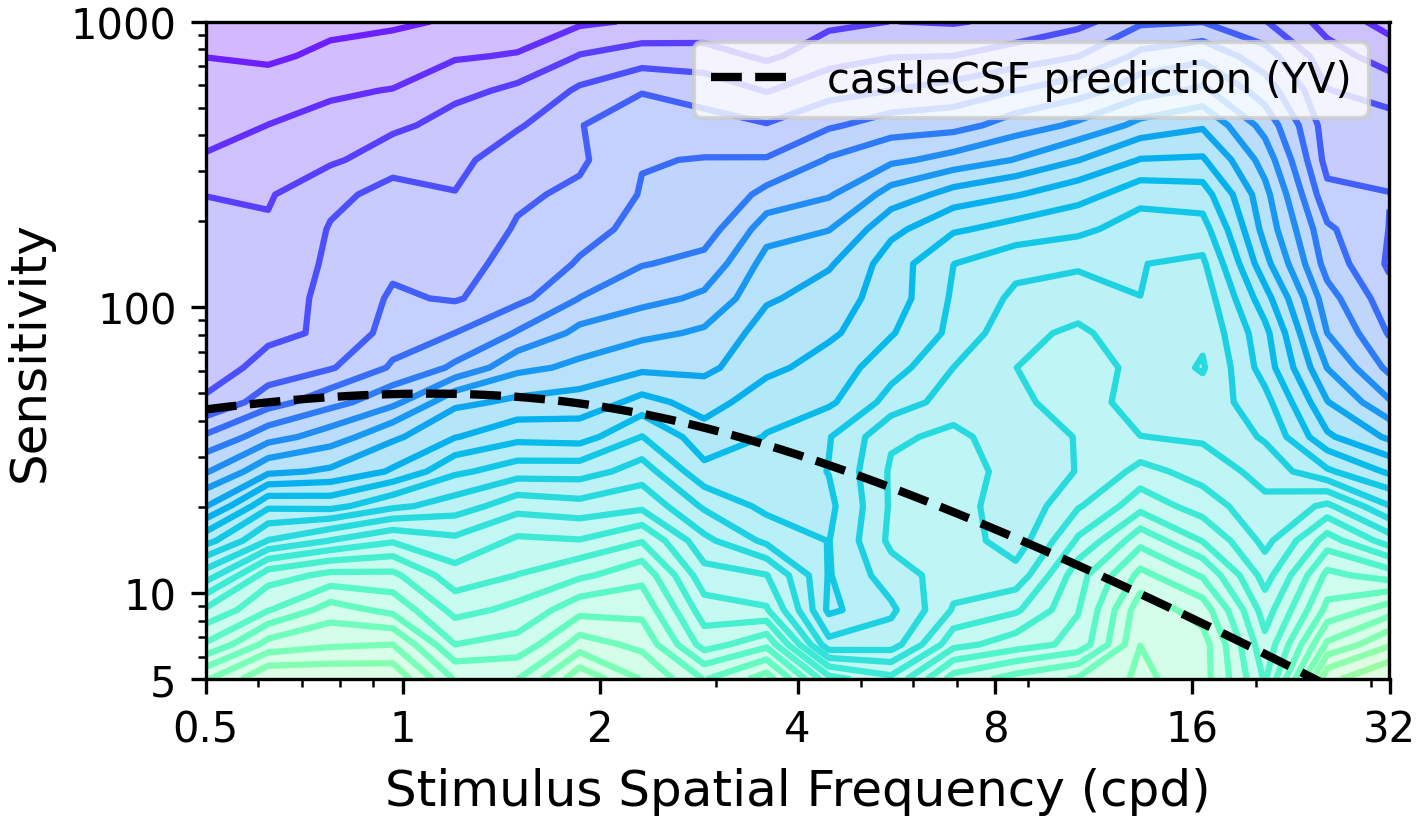 1000
100
10
5
Sensitivity
castleCSF prediction (YV)
0.5 1 2 4 8 16 32
Stimulus Spatial Frequency (cpd)